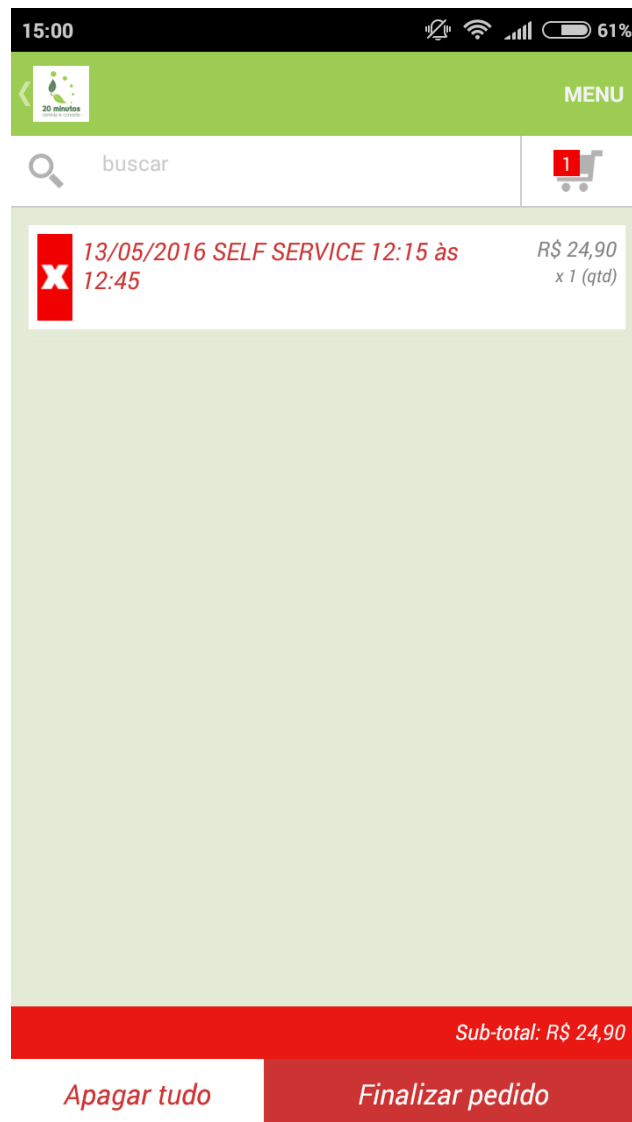 15:00
61%
20 minutos
MENU
buscar
1
13/05/2016 SELF SERVICE 12:15 às
12:45
R$ 24,90
x 1 (qtd)
Sub-total: R$ 24,90
Apagar tudo
Finalizar pedido